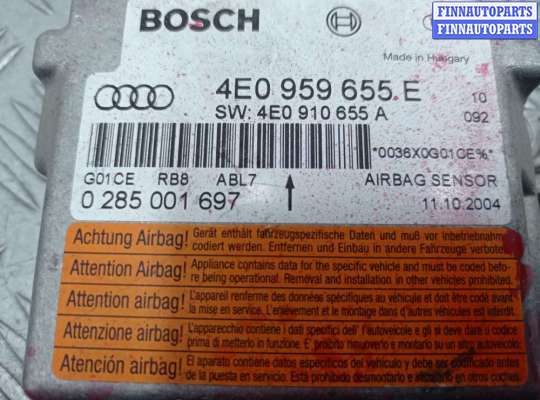 FINNAUTOPARTS
FINNAUTOPARTS
BOSCH
Made in Hungary
4E0 959 655 E
10
SW: 4E0 910 655 A
092
*0036X0G01CE%*
G01CE RB8 ABL7
AIRBAG SENSOR
0 285 001 697
11.10.2004
Achtung Airbag! Gerät enthält fahrzeugspezifische Daten und muß vor Inbetriebnahme
codiert werden. Entfernen und Einbau in andere Fahrzeuge verboten
Attention Airbag! Appliance contains data for the specific vehicle and must be coded befo-
re being operational. Removal and installation in other vehicles prohibited.
Attention airbag! L'appareil renferme des données spécifiques au véhicule et doit être codé avant
la mise en service. L'enlèvement et le montage dans d'autres véhicules est interdit.
Attenzione airbag! L'apparecchio contiene i dati specifici dell' l'autoveicolo e gli si deve dare u codice
prima di metterlo in funzione. E' proibito rimuoverlo e montarlo su altro autoveicolo.
Atención airbag! El aparato contiene datos específicos del vehículo y debe ser codificado antes
de la puesta en servicio. Está prohibido desmontarlo e instalarlo en otros coches.